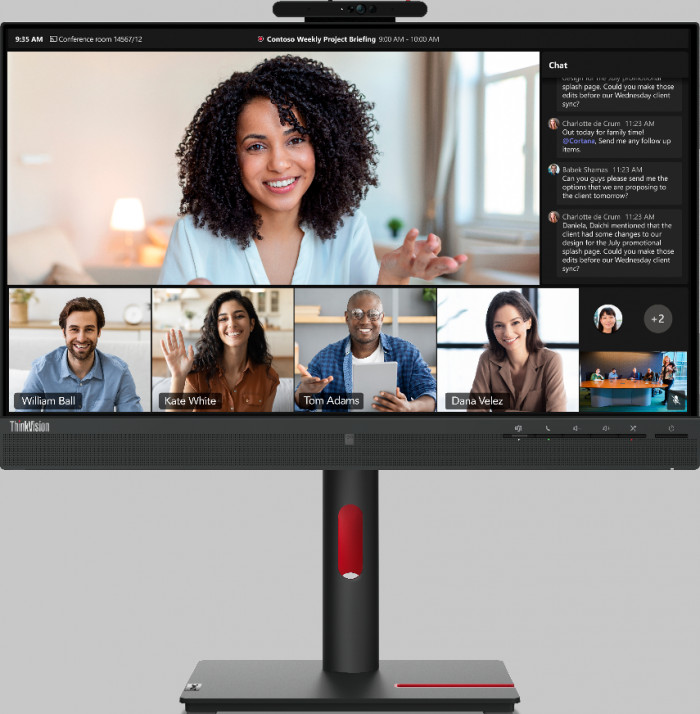 9:35 AM Conference room 14567/12 Contoso Weekly Project Briefing 9:00 AM - 10:00 AM
Chat
design for the July promotional
splash page. Could you make those
edits before our Wednesday client
sync?
Charlotte de Crum 11:23 AM
Out today for family time!
@Cortana, Send me any follow up
items.
Babek Shamas 11:23 AM
Can you guys please send me the
options that we are proposing to
the client tomorrow?
Charlotte de Crum 11:23 AM
Daniela, Daichi mentioned that the
client had some changes to our
design for the July promotional
splash page. Could you make those
edits before our Wednesday client
sync?
+2
William Ball
Kate White
Tom Adams
Dana Velez
ThinkVision